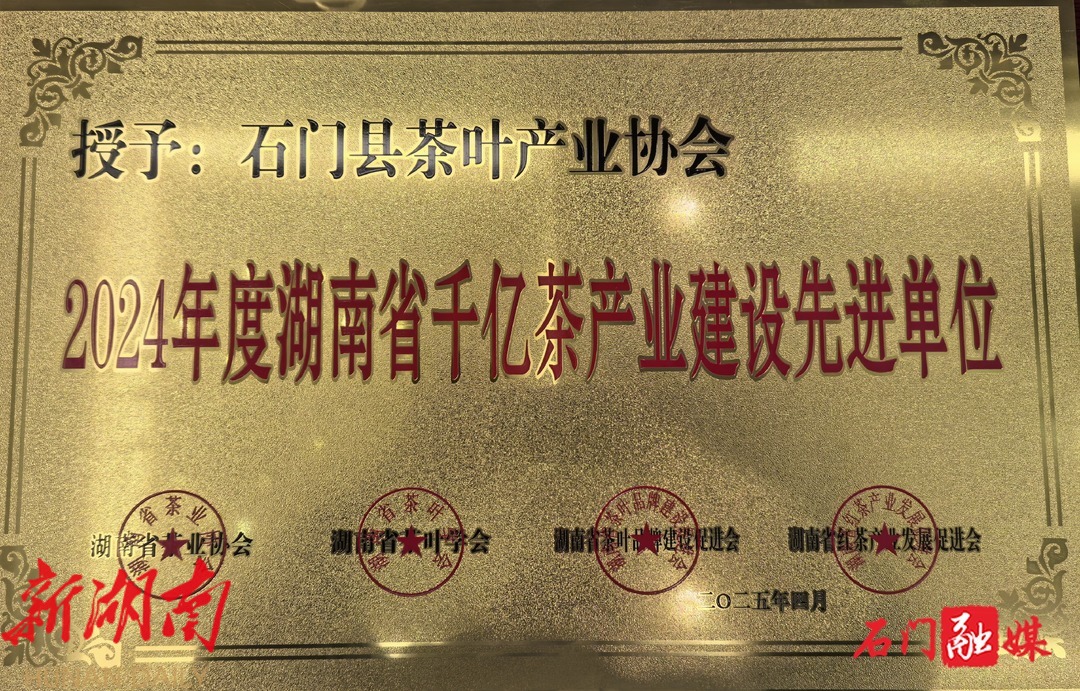 授予：石门县茶叶产业协会
2024年度湖南省千亿茶产业建设先进单位
湖南省茶业协会 湖南省茶叶学会 湖南省茶叶品牌建设促进会 湖南省红茶产业发展促进会
二〇二五年四月
新湖南
石门融媒